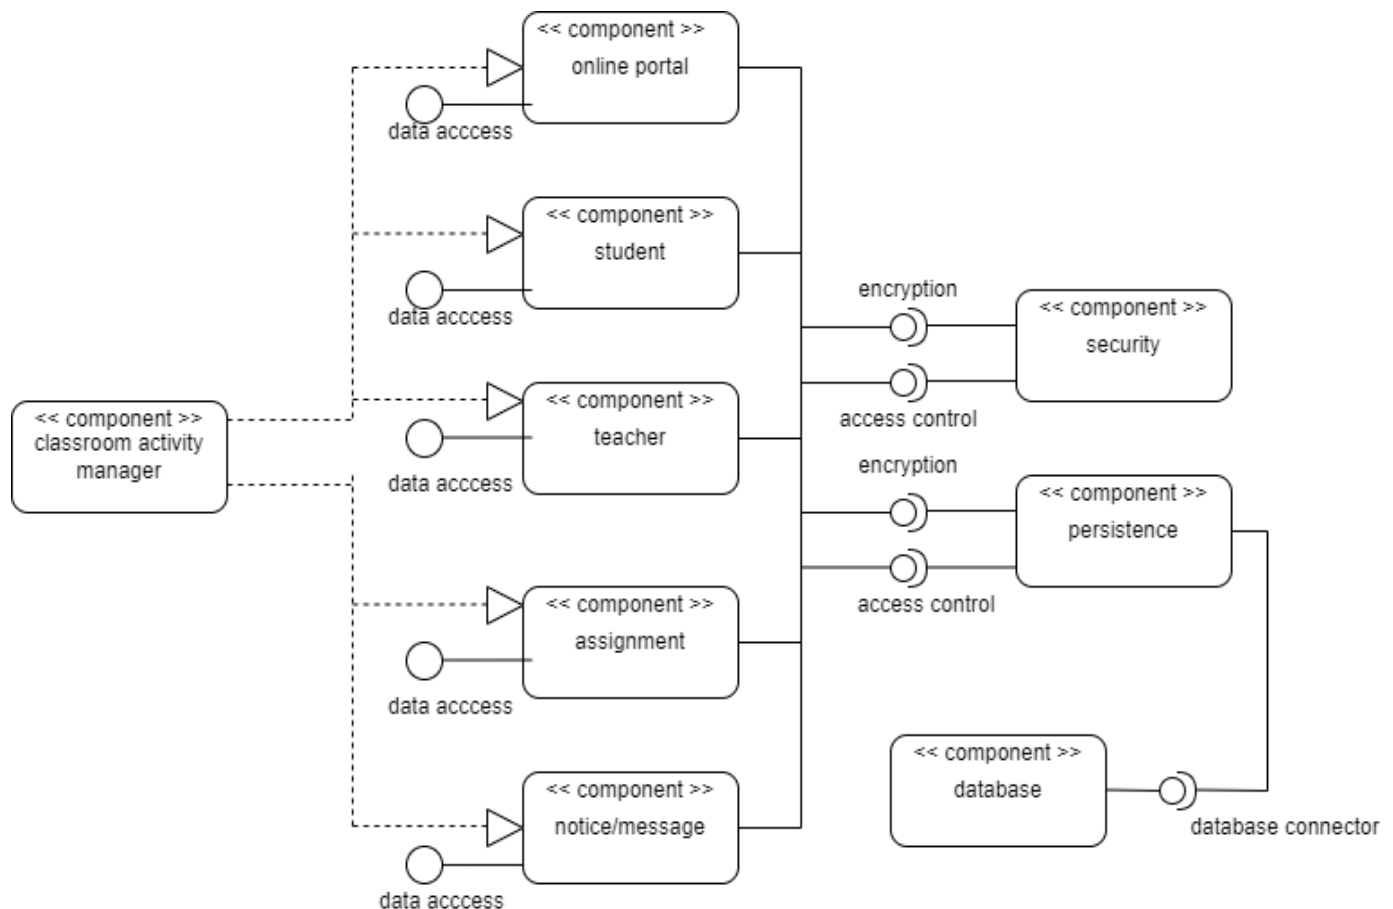 << component >>
online portal
data acccess
<< component >>
student
data acccess
encryption
<< component >>
security
<< component >>
teacher
access control
<< component >>
classroom activity
manager
data acccess
encryption
<< component >>
persistence
access control
<< component >>
assignment
data acccess
<< component >>
database
database connector
<< component >>
notice/message
data acccess